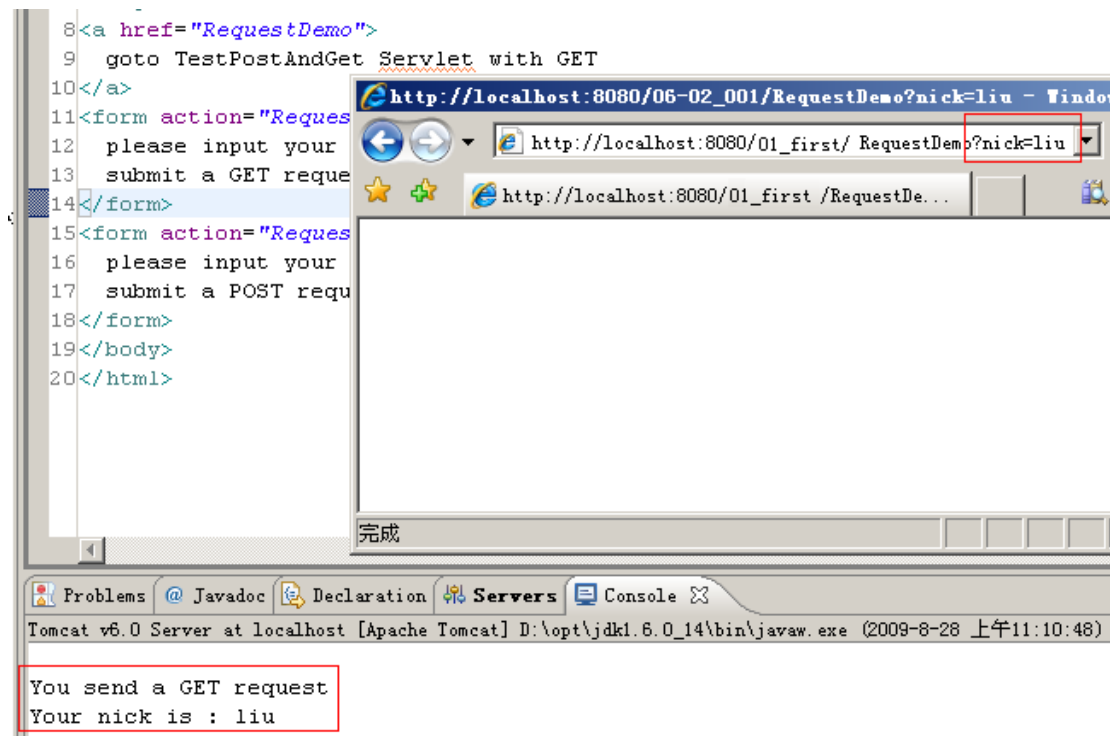 8<a href="RequestDemo">
9 goto TestPostAndGet Servlet with GET
10</a>
11<form action="Reques
12 please input your
13 submit a GET reque
14</form>
15<form action="Reques
16 please input your
17 submit a POST requ
18</form>
19</body>
20</html>
http://localhost:8080/06-02_001/RequestDemo?nick=liu - Windo
http://localhost:8080/01_first/ RequestDemo?nick=liu
http://localhost:8080/01_first /RequestDe...
完成
Problems @ Javadoc Declaration Servers Console
Tomcat v6.0 Server at localhost [Apache Tomcat] D:\opt\jdk1.6.0_14\bin\javaw.exe (2009-8-28 上午11:10:48)
You send a GET request
Your nick is : liu